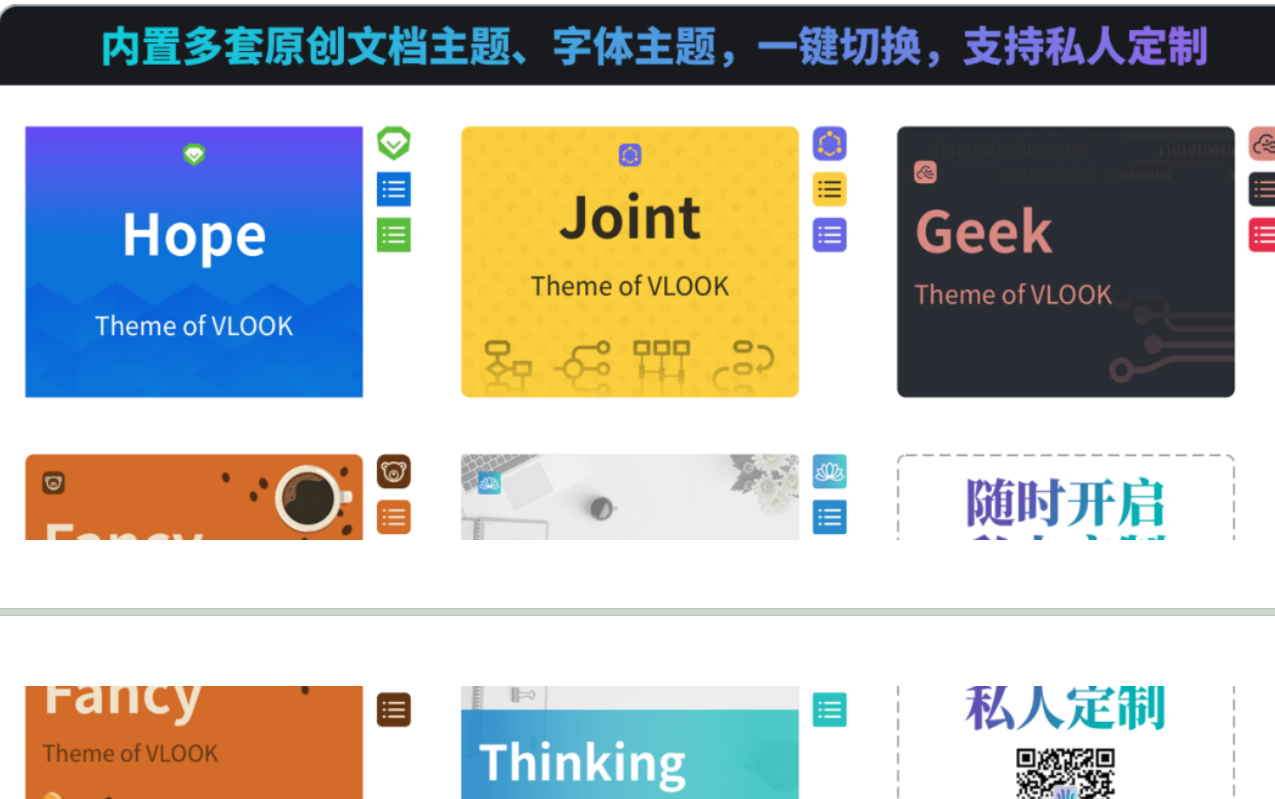 内置多套原创文档主题、字体主题，一键切换，支持私人定制
Hope
Theme of VLOOK
Joint
Theme of VLOOK
Geek
Theme of VLOOK
随时开启
Fancy
Theme of VLOOK
Thinking
私人定制